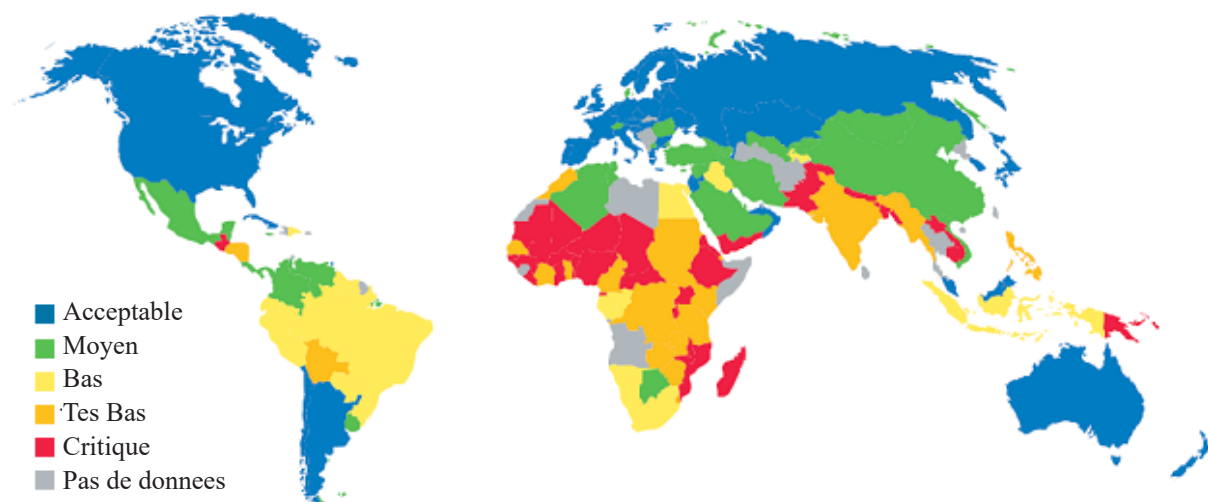 Acceptable
Moyen
Bas
Tes Bas
Critique
Pas de donnees